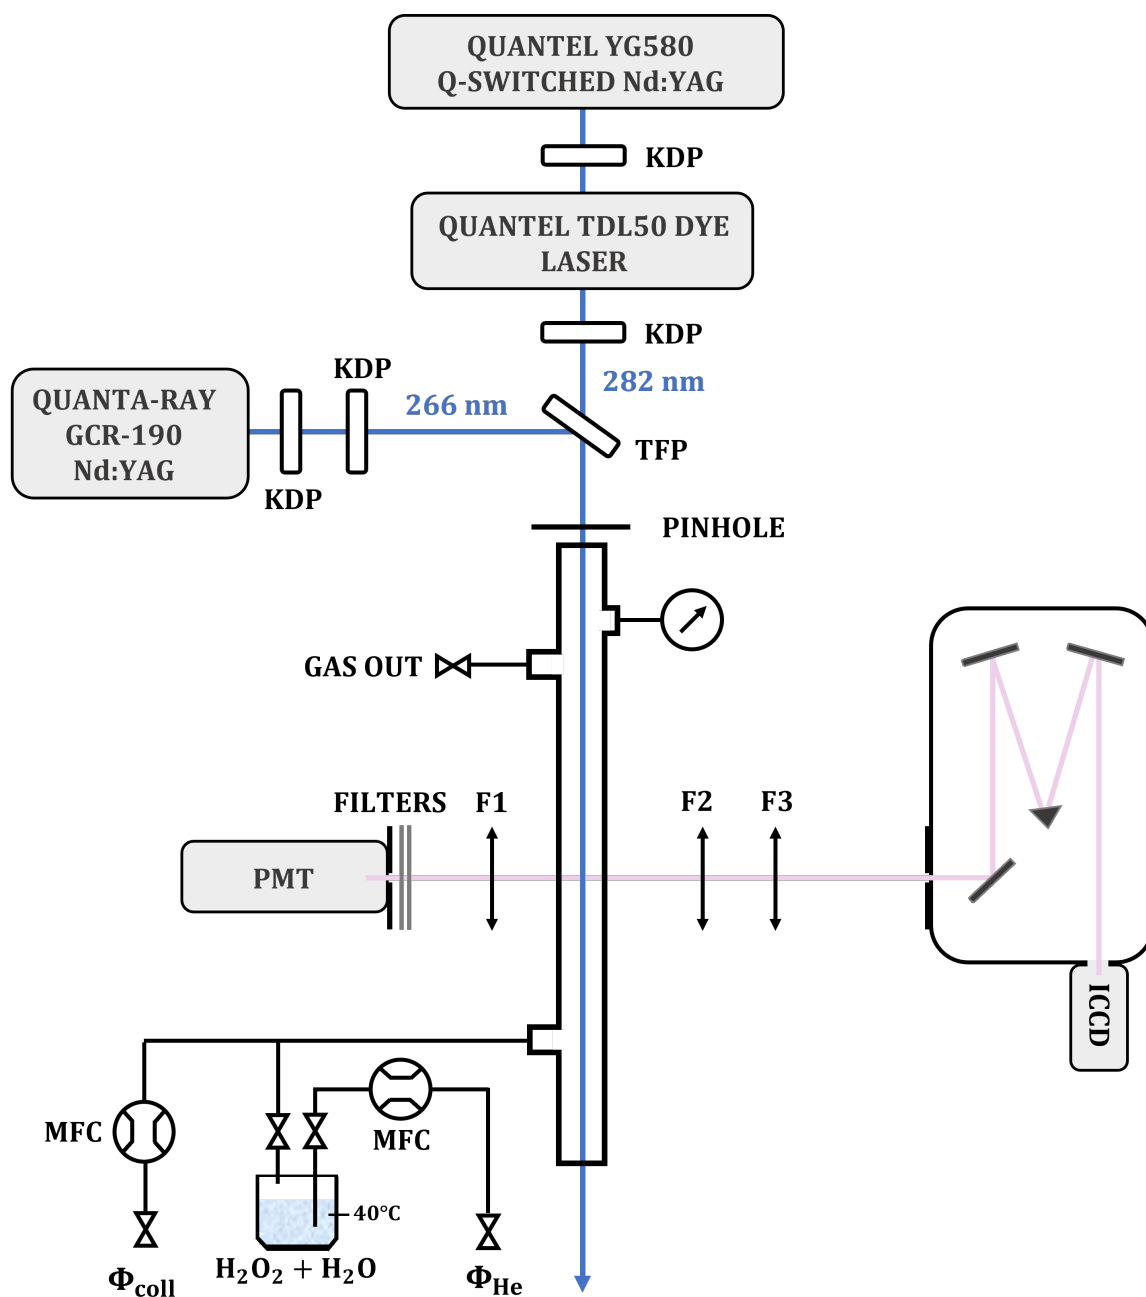 QUANTEL YG580
Q-SWITCHED Nd:YAG
KDP
QUANTEL TDL50 DYE
LASER
KDP
282 nm
KDP
QUANTA-RAY
GCR-190
Nd:YAG
266 nm
TFP
KDP
PINHOLE
GAS OUT
FILTERS
F1
F2
F3
PMT
ICCD
MFC
MFC
40°C
H₂O₂ + H₂O
Φcoll
ΦHe